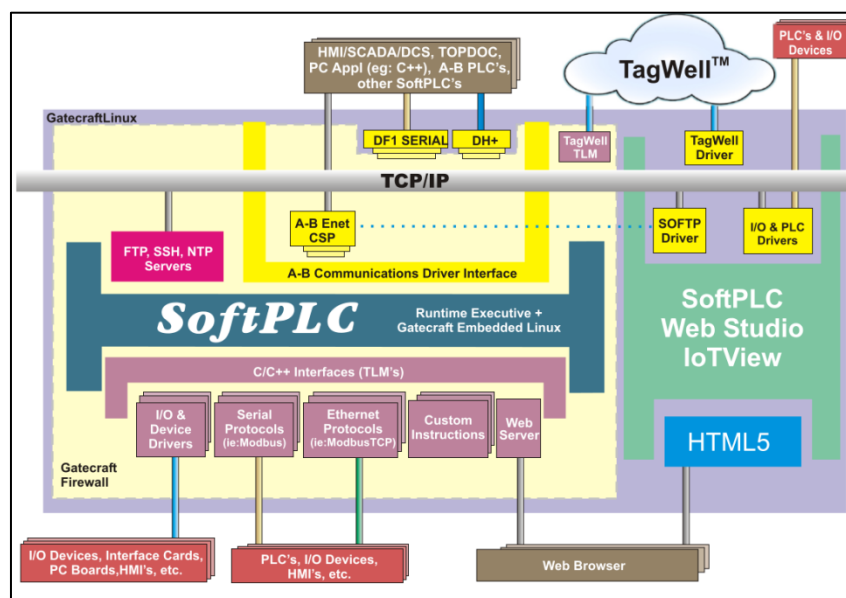 HMI/SCADA/DCS, TOPDOC,
PC Appl (eg: C++), A-B PLC's,
other SoftPLC's
TagWell™
PLC's & I/O
Devices
GatecraftLinux
DF1 SERIAL
DH+
TagWell
TLM
TagWell
Driver
TCP/IP
FTP, SSH, NTP
Servers
A-B Enet
CSP
SOFTP
Driver
I/O & PLC
Drivers
A-B Communications Driver Interface
SoftPLC
Runtime Executive +
Gatecraft Embedded Linux
SoftPLC
Web Studio
IoTView
C/C++ Interfaces (TLM's)
I/O &
Device
Drivers
Serial
Protocols
(ie:Modbus)
Ethernet
Protocols
(ie:ModbusTCP)
Custom
Instructions
Web
Server
HTML5
Gatecraft
Firewall
I/O Devices, Interface Cards,
PC Boards,HMI's, etc.
PLC's, I/O Devices,
HMI's, etc.
Web Browser